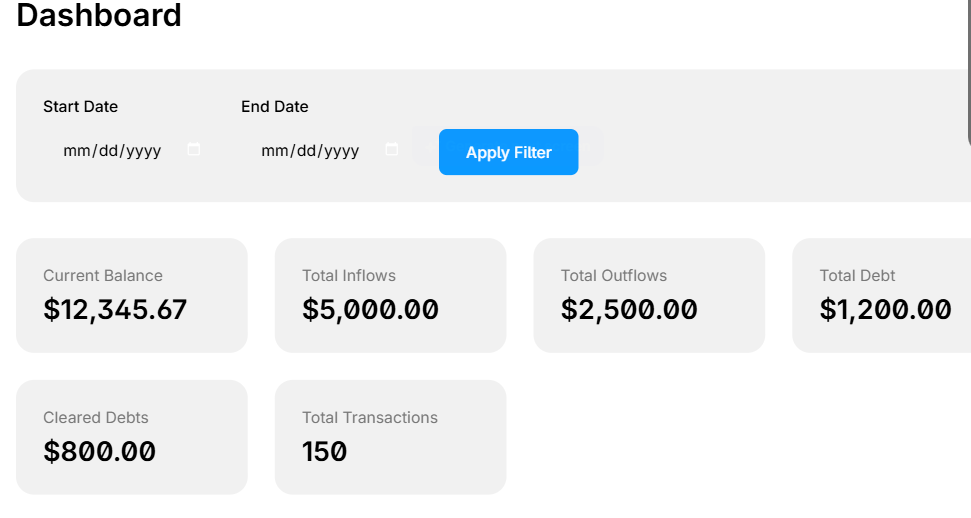 Dashboard
Start Date End Date
mm/dd/yyyy mm/dd/yyyy Apply Filter
Current Balance Total Inflows Total Outflows Total Debt
$12,345.67 $5,000.00 $2,500.00 $1,200.00
Cleared Debts Total Transactions
$800.00 150